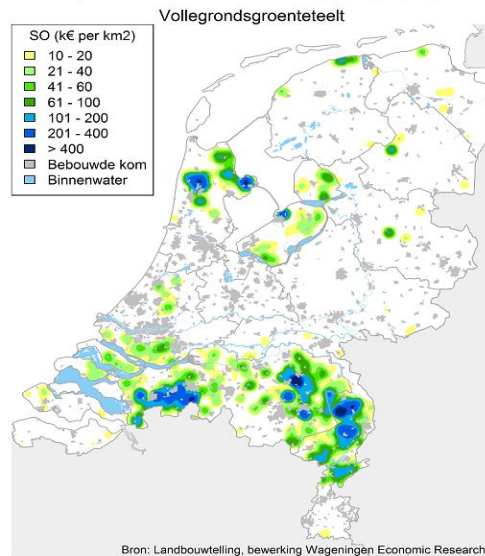 Vollegrondsgroenteteelt
SO (k€ per km2)
10 - 20
21 - 40
41 - 60
61 - 100
101 - 200
201 - 400
> 400
Bebouwde kom
Binnenwater
Bron: Landbouwtelling, bewerking Wageningen Economic Research